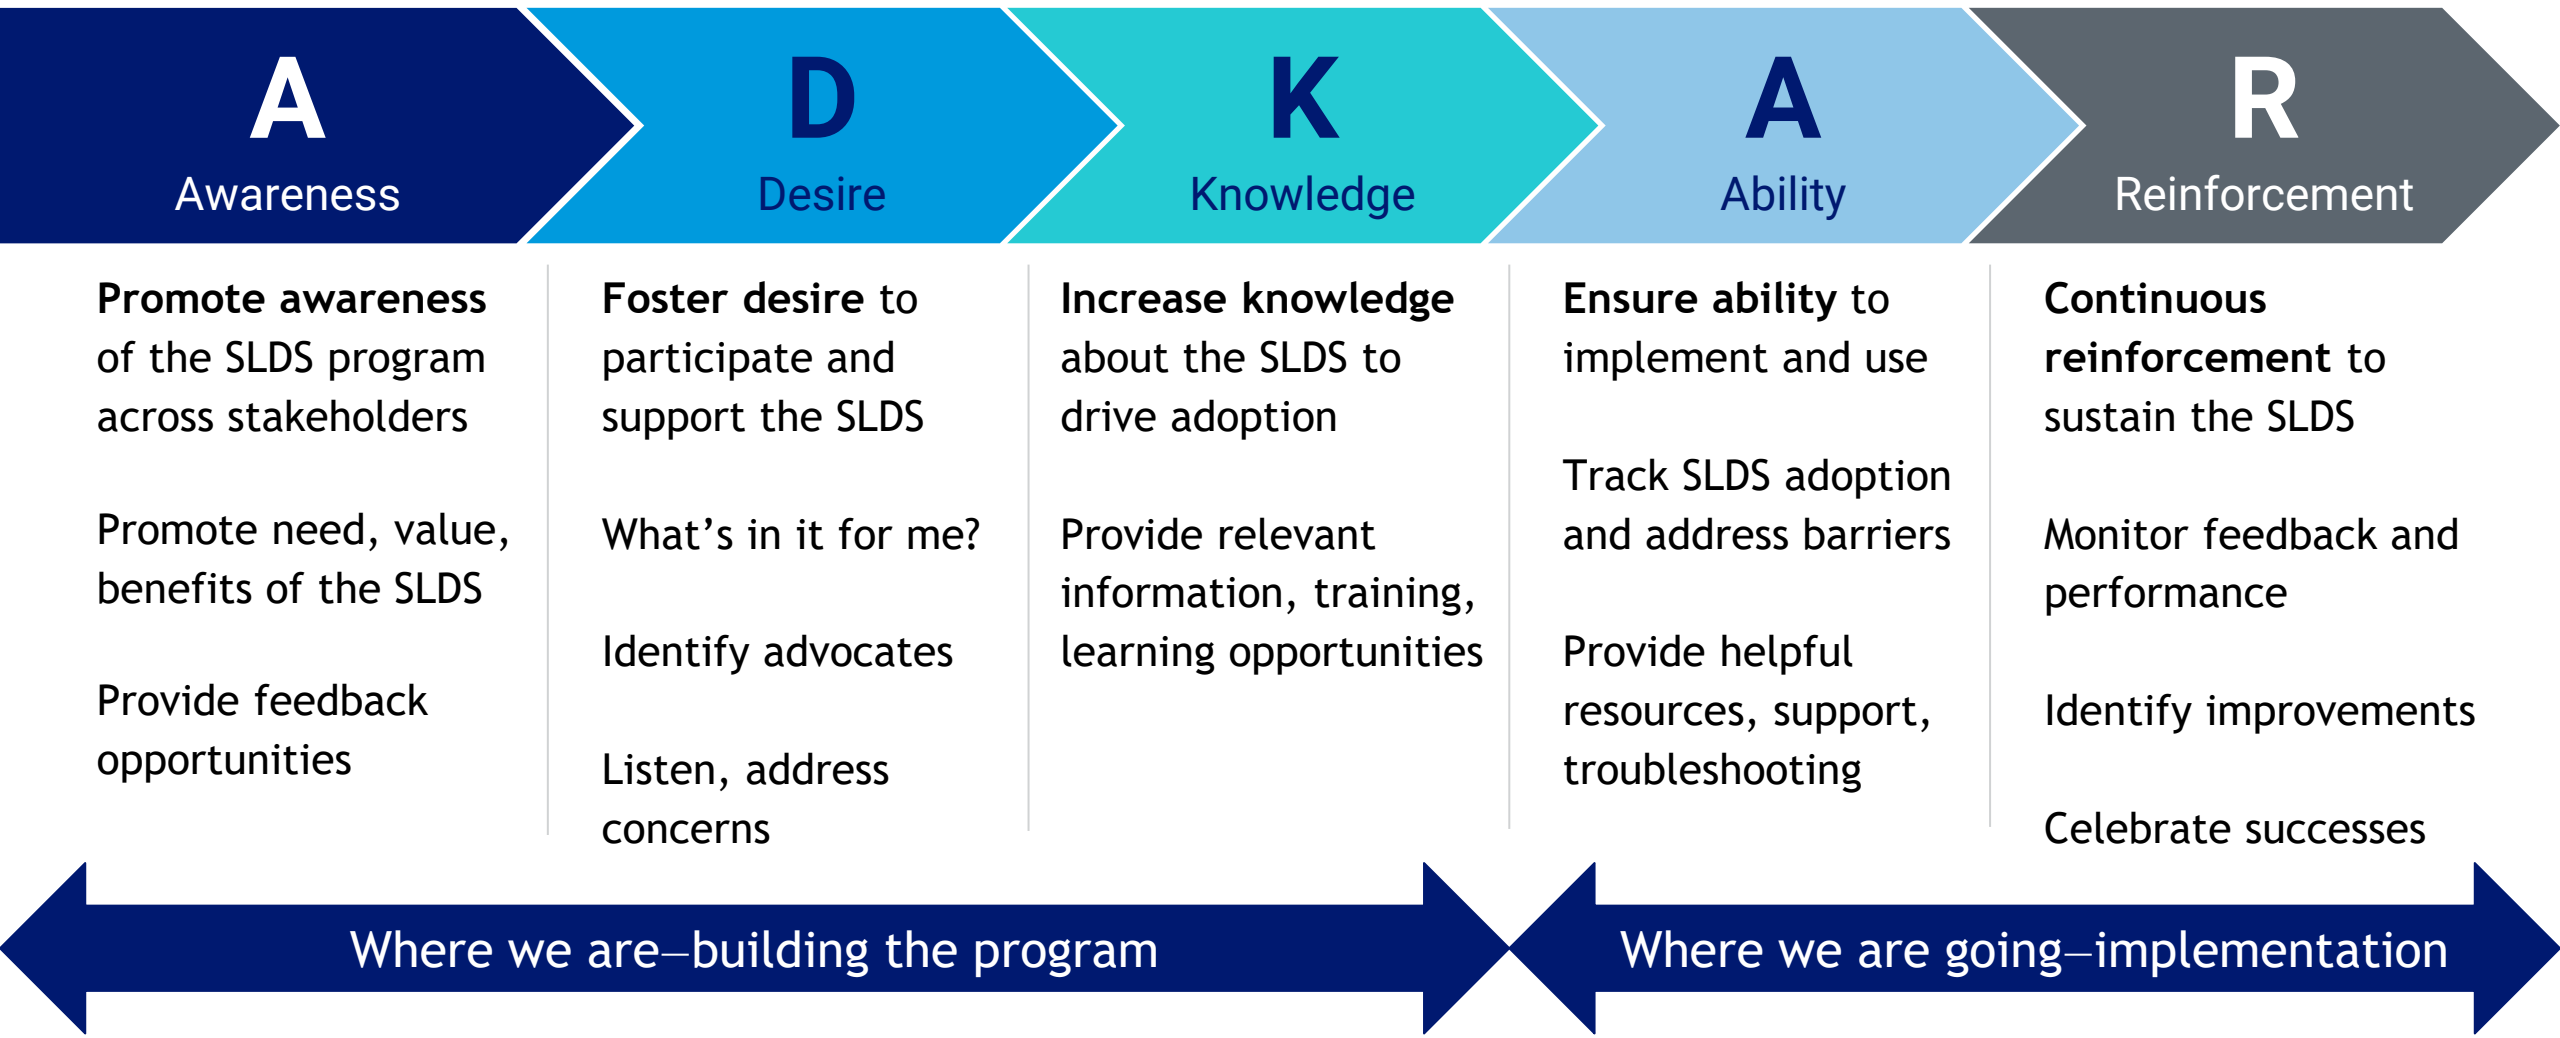 A
Awareness
D
Desire
K
Knowledge
A
Ability
R
Reinforcement
Promote awareness
of the SLDS program
across stakeholders
Promote need, value,
benefits of the SLDS
Provide feedback
opportunities
Foster desire to
participate and
support the SLDS
What’s in it for me?
Identify advocates
Listen, address
concerns
Increase knowledge
about the SLDS to
drive adoption
Provide relevant
information, training,
learning opportunities
Ensure ability to
implement and use
Track SLDS adoption
and address barriers
Provide helpful
resources, support,
troubleshooting
Continuous
reinforcement to
sustain the SLDS
Monitor feedback and
performance
Identify improvements
Celebrate successes
Where we are—building the program
Where we are going—implementation